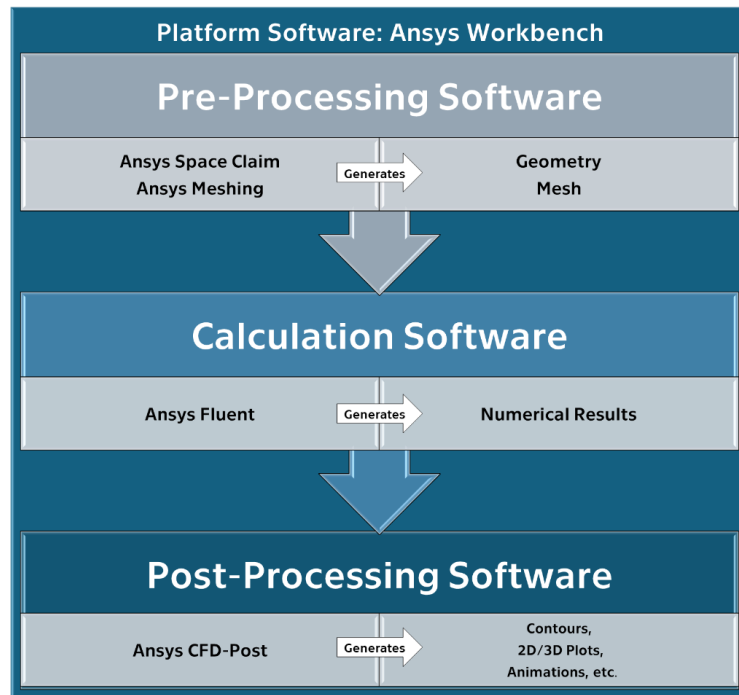 Platform Software: Ansys Workbench
Pre-Processing Software
Ansys Space Claim
Ansys Meshing
Generates
Geometry
Mesh
Calculation Software
Ansys Fluent
Generates
Numerical Results
Post-Processing Software
Ansys CFD-Post
Generates
Contours,
2D/3D Plots,
Animations, etc.